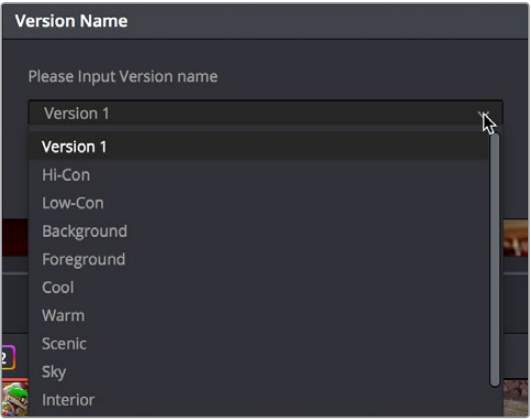 Version Name
Please Input Version name
Version 1
Version 1
Hi-Con
Low-Con
Background
Foreground
Cool
Warm
Scenic
Sky
Interior
2